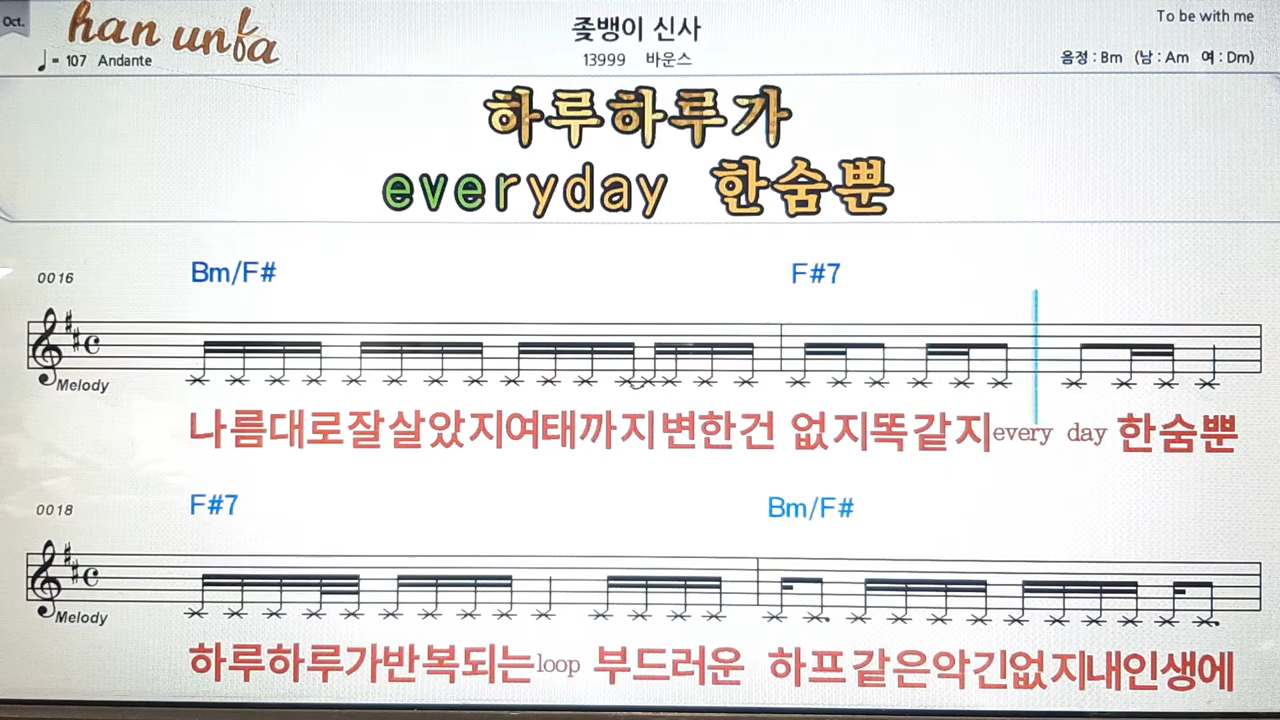 Oct.
han unfa
♩= 107 Andante
좆뱅이 신사
13999 바운스
To be with me
음정 : Bm (남 : Am 여 : Dm)
하루하루가
everyday 한숨뿐
0016
Bm/F# F#7
Melody
나름대로잘살았지여태까지변한건 없지똑같지every day 한숨뿐
0018
F#7 Bm/F#
Melody
하루하루가반복되는loop 부드러운 하프같은악긴없지내인생에